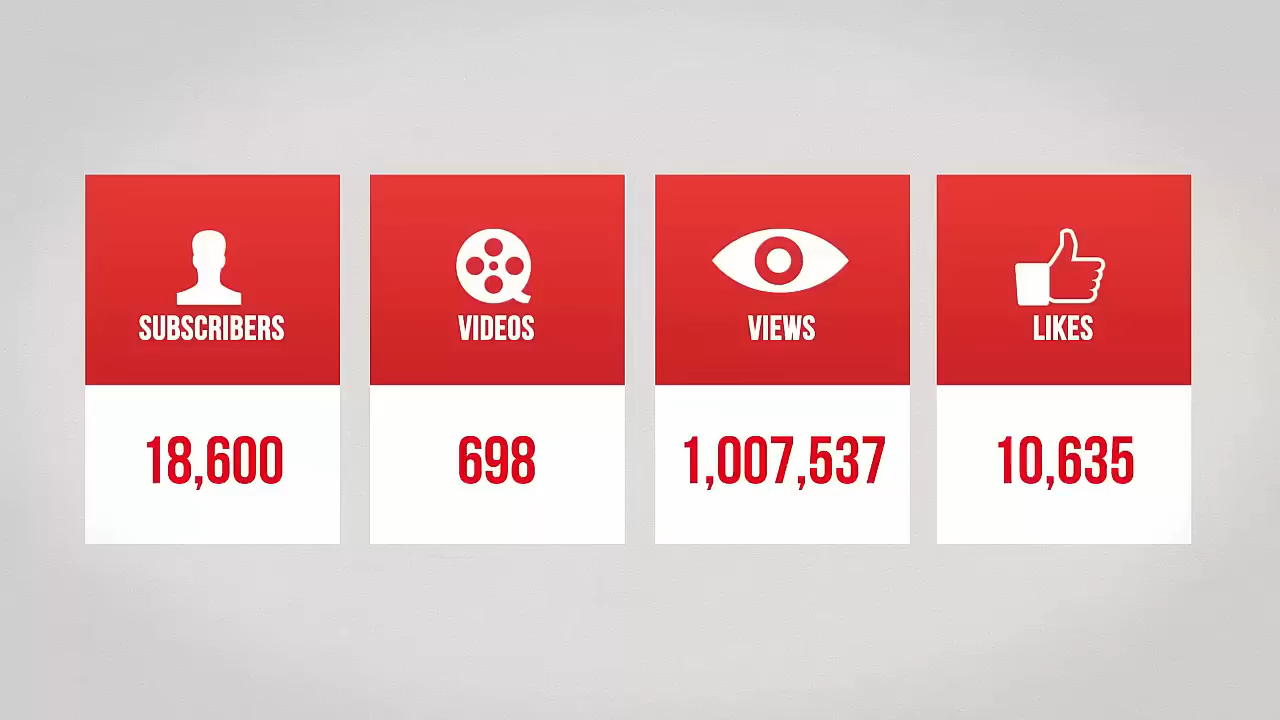 SUBSCRIBERS
VIDEOS
VIEWS
LIKES
18,600
698
1,007,537
10,635